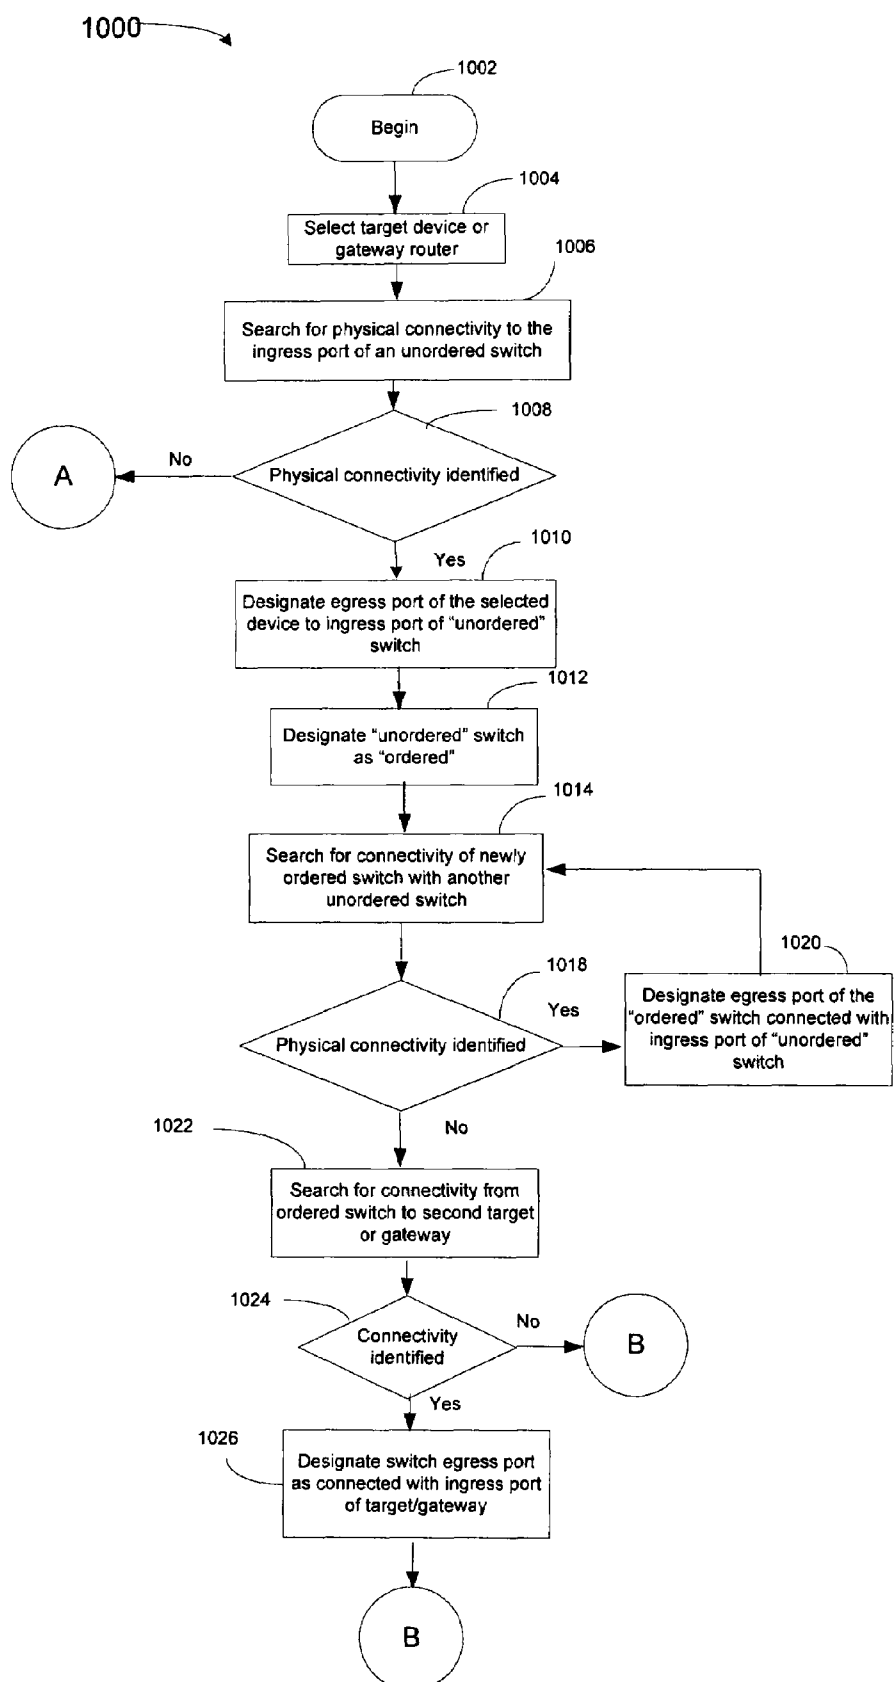 1000
1002
Begin
1004
Select target device or
gateway router
1006
Search for physical connectivity to the
ingress port of an unordered switch
1008
A
No
Physical connectivity identified
Yes
1010
Designate egress port of the selected
device to ingress port of "unordered"
switch
1012
Designate "unordered" switch
as "ordered"
1014
Search for connectivity of newly
ordered switch with another
unordered switch
1018
Physical connectivity identified
Yes
1020
Designate egress port of the
"ordered" switch connected with
ingress port of "unordered"
switch
No
1022
Search for connectivity from
ordered switch to second target
or gateway
1024
Connectivity
identified
No
B
Yes
1026
Designate switch egress port
as connected with ingress port
of target/gateway
B